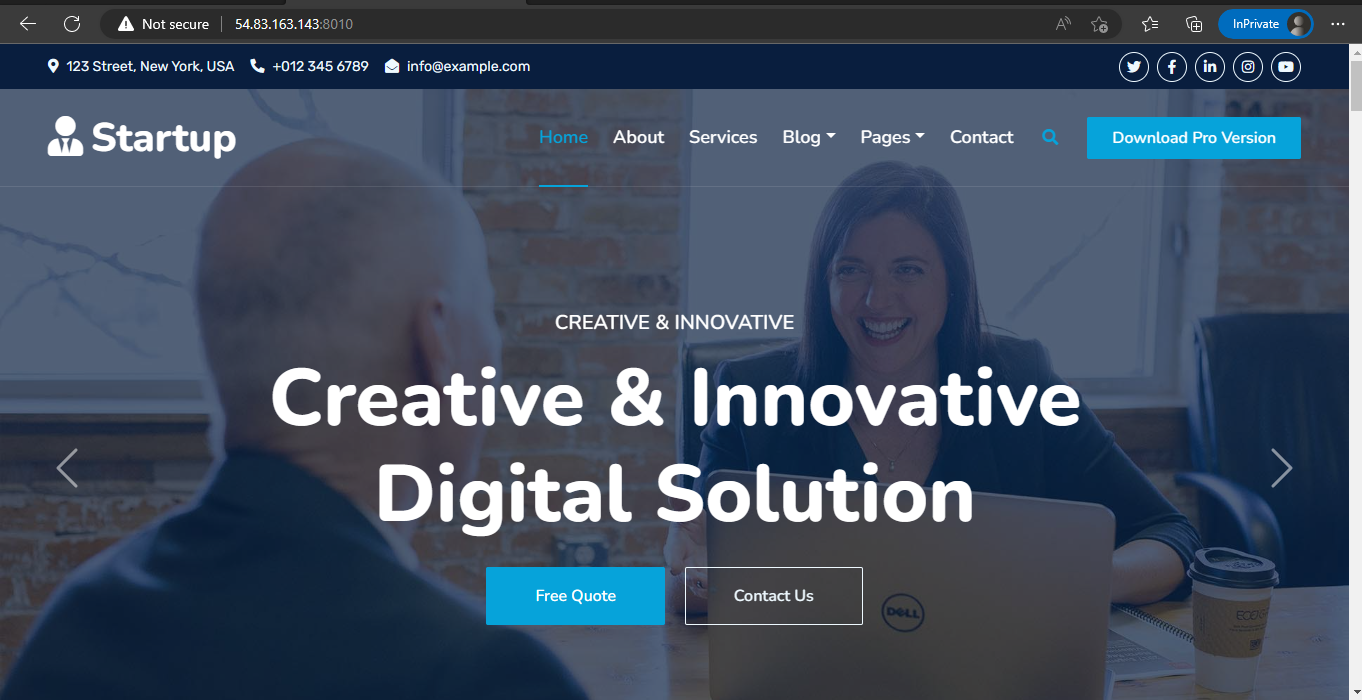 Not secure | 54.83.163.143:8010
InPrivate
123 Street, New York, USA +012 345 6789 info@example.com
Startup
Home About Services Blog Pages Contact Download Pro Version
CREATIVE & INNOVATIVE
Creative & Innovative
Digital Solution
Free Quote Contact Us
DELL